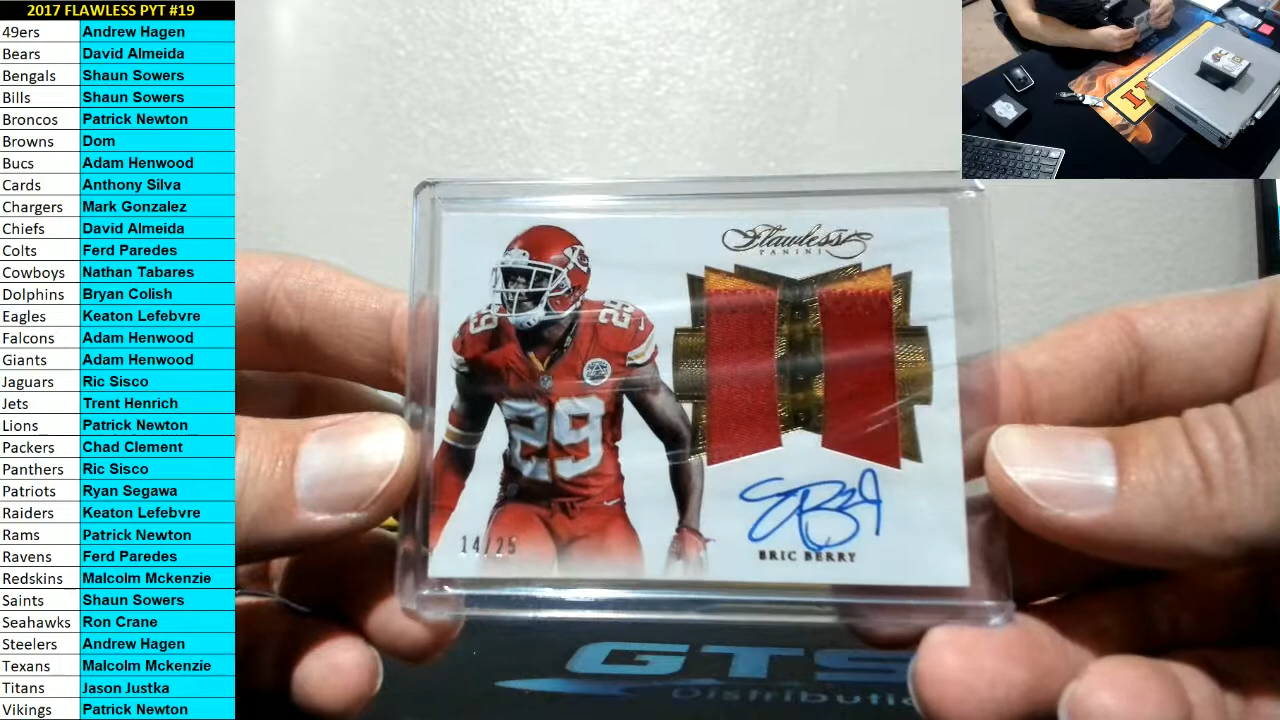 2017 FLAWLESS PYT #19
49ers Andrew Hagen
Bears David Almeida
Bengals Shaun Sowers
Bills Shaun Sowers
Broncos Patrick Newton
Browns Dom
Bucs Adam Henwood
Cards Anthony Silva
Chargers Mark Gonzalez
Chiefs David Almeida
Colts Ferd Paredes
Cowboys Nathan Tabares
Dolphins Bryan Colish
Eagles Keaton Lefebvre
Falcons Adam Henwood
Giants Adam Henwood
Jaguars Ric Sisco
Jets Trent Henrich
Lions Patrick Newton
Packers Chad Clement
Panthers Ric Sisco
Patriots Ryan Segawa
Raiders Keaton Lefebvre
Rams Patrick Newton
Ravens Ferd Paredes
Redskins Malcolm Mckenzie
Saints Shaun Sowers
Seahawks Ron Crane
Steelers Andrew Hagen
Texans Malcolm Mckenzie
Titans Jason Justka
Vikings Patrick Newton
Flawless
PANINI
KC
29 29
29
14/25
ERIC BERRY
GTS
Distributi